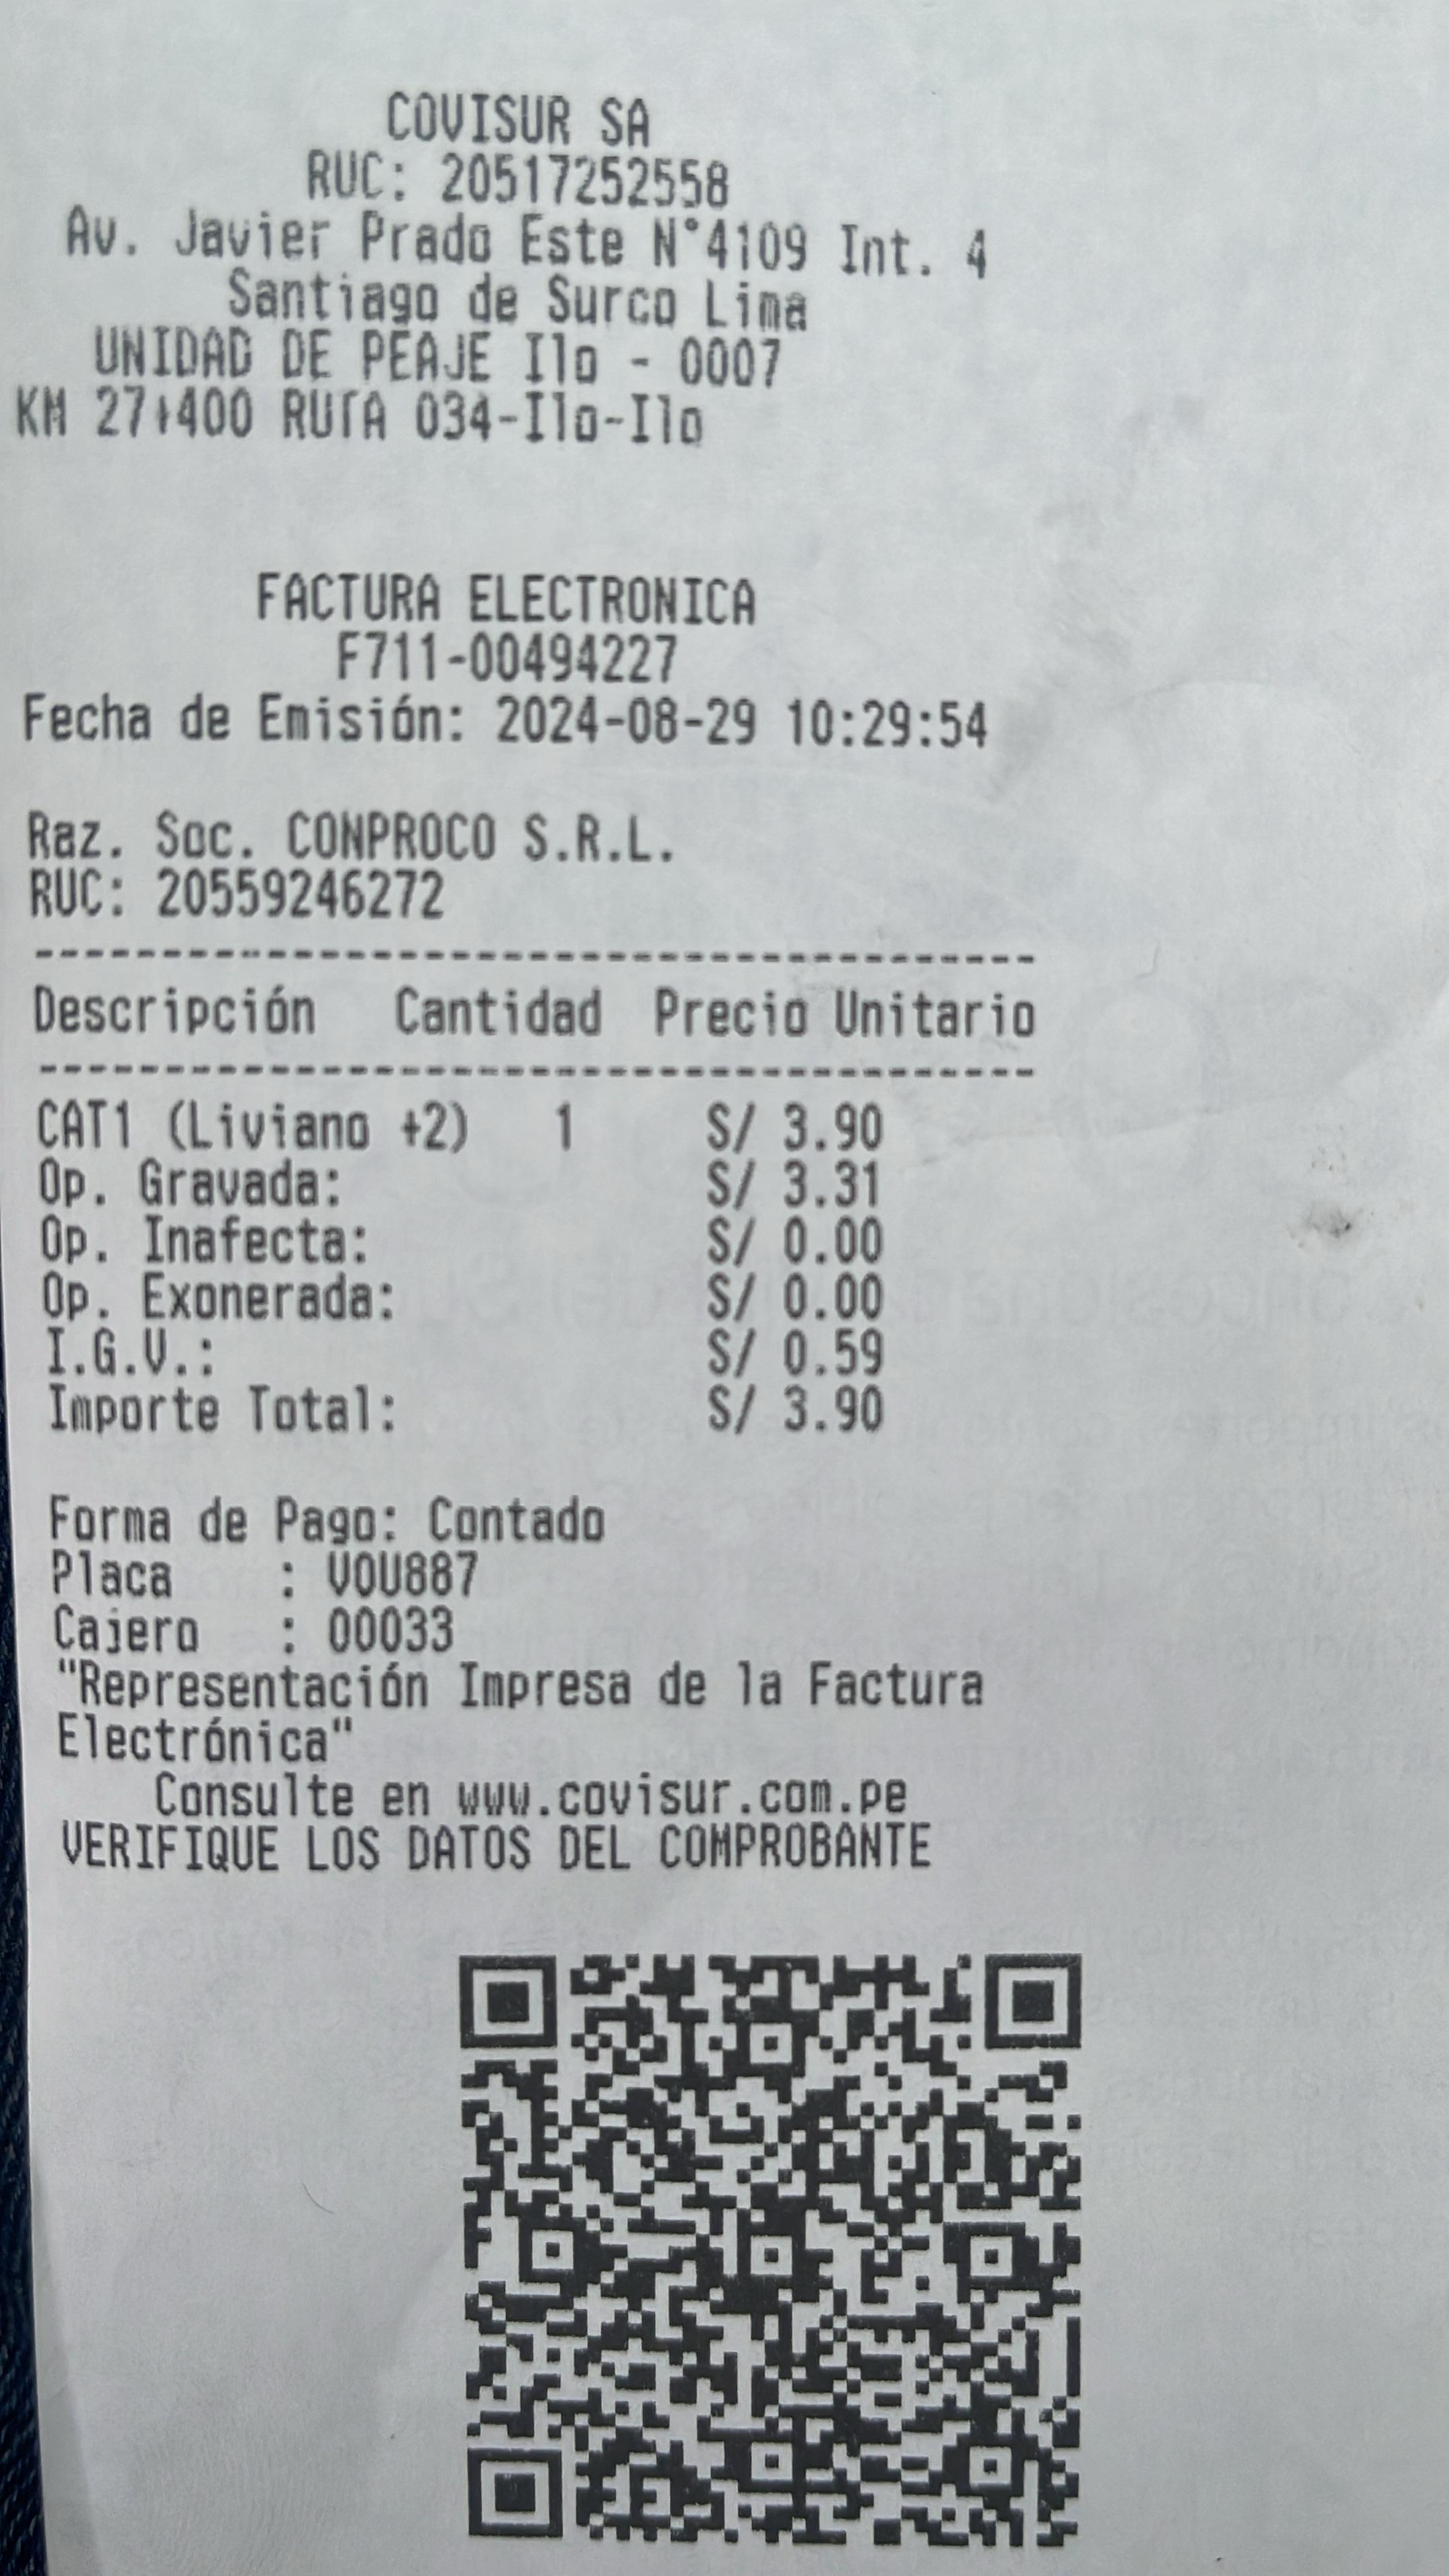 COVISUR SA
RUC: 20517252558
Av. Javier Prado Este N°4109 Int. 4
Santiago de Surco Lima
UNIDAD DE PEAJE Ilo - 0007
KM 27+400 RUTA 034-Ilo-Ilo
FACTURA ELECTRONICA
F711-00494227
Fecha de Emisión: 2024-08-29 10:29:54
Raz. Soc. CONPROCO S.R.L.
RUC: 20559246272
----------------------------------------
Descripción Cantidad Precio Unitario
----------------------------------------
CAT1 (Liviano +2) 1 S/ 3.90
Op. Gravada: S/ 3.31
Op. Inafecta: S/ 0.00
Op. Exonerada: S/ 0.00
I.G.V.: S/ 0.59
Importe Total: S/ 3.90
Forma de Pago: Contado
Placa : VOU887
Cajero : 00033
"Representación Impresa de la Factura
Electrónica"
Consulte en www.covisur.com.pe
VERIFIQUE LOS DATOS DEL COMPROBANTE